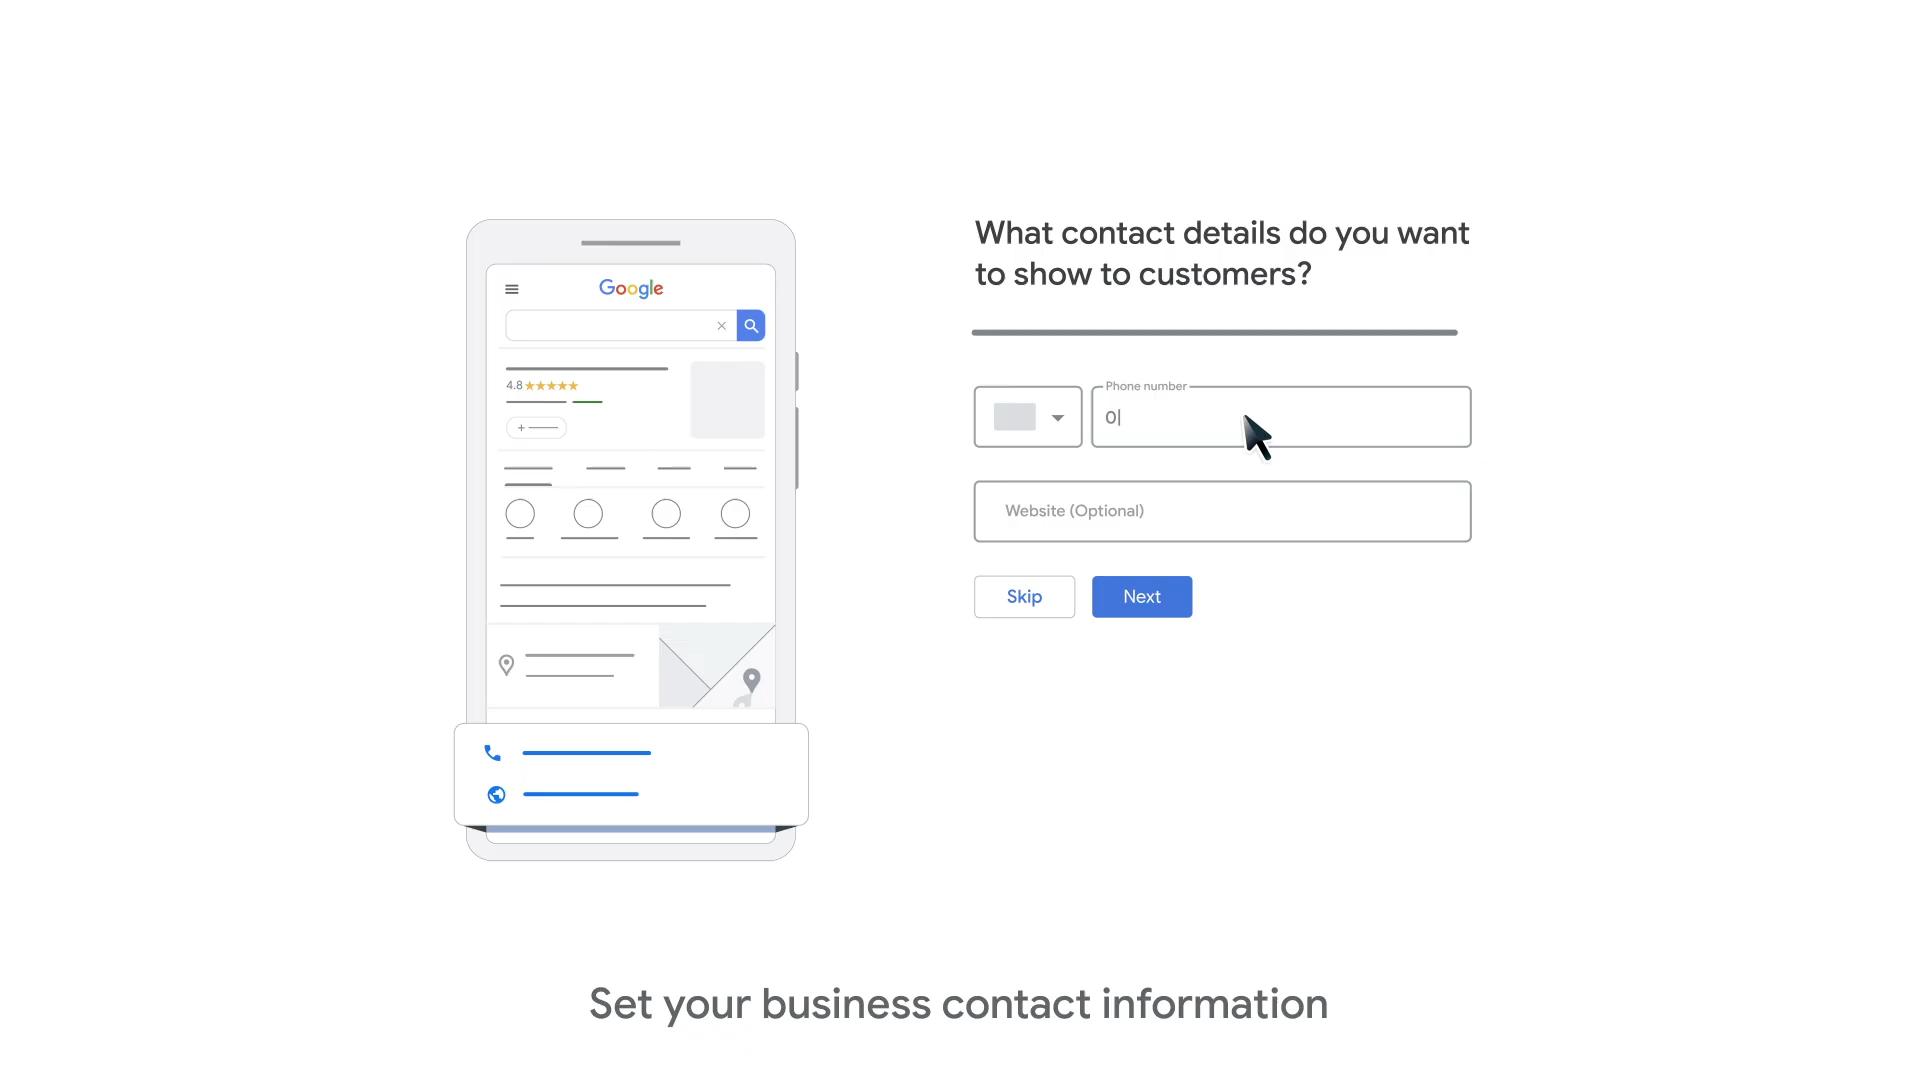 Google
4.8
What contact details do you want
to show to customers?
Phone number
0
Website (Optional)
Skip
Next
Set your business contact information